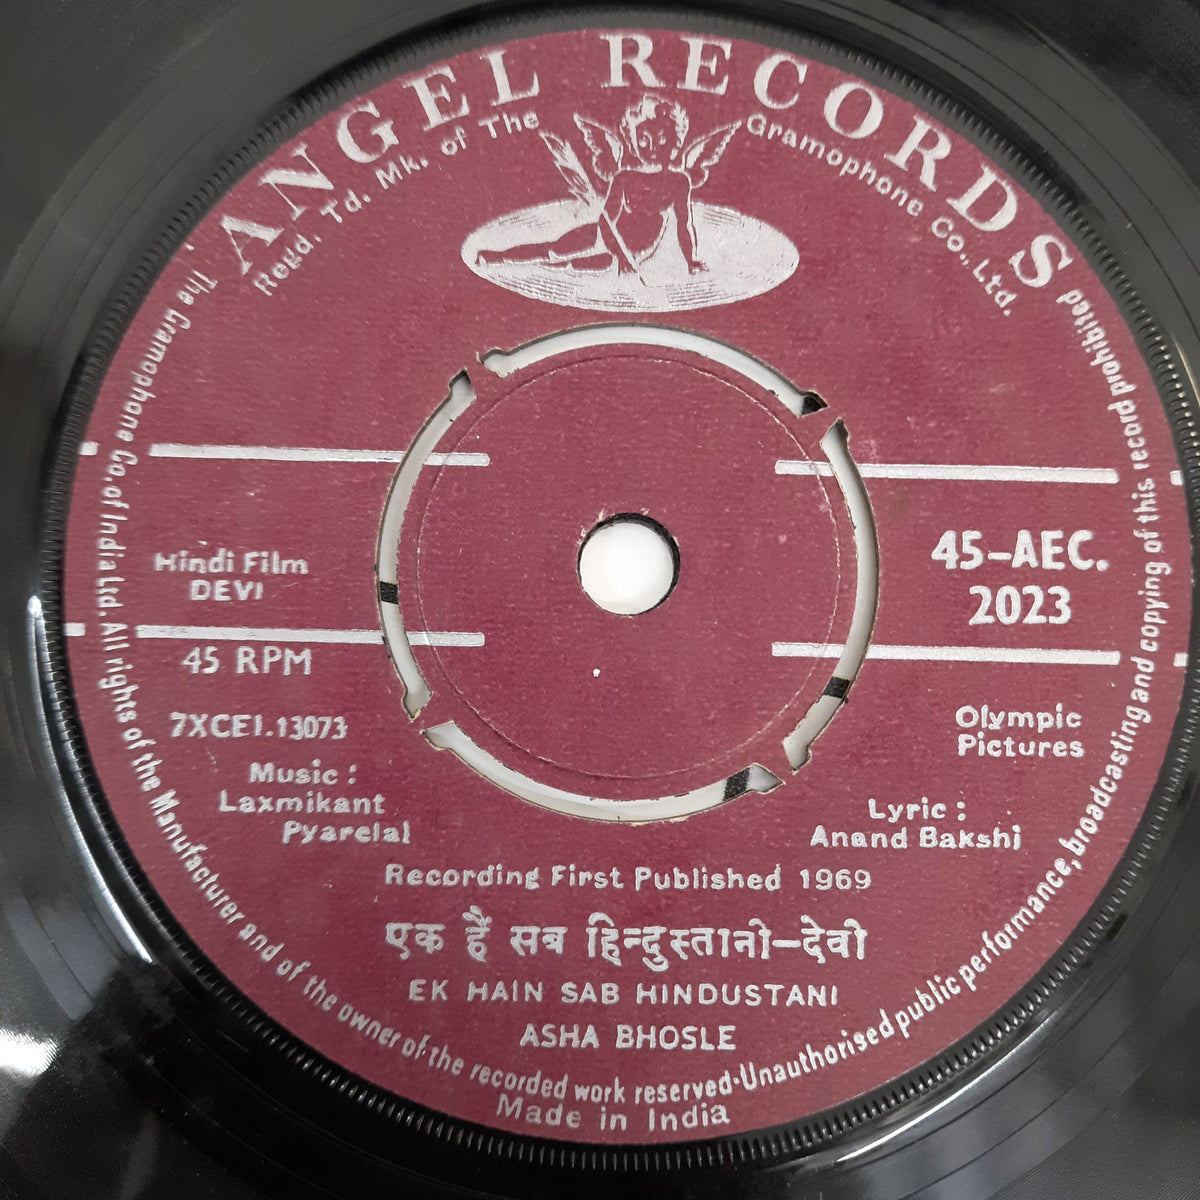 ANGEL RECORDS
Regd. Td. Mk. of The Gramophone Co., Ltd.
Hindi Film
DEVI
45 RPM
7XCEI.13073
Music :
Laxmikant
Pyarelal
45-AEC.
2023
Olympic
Pictures
Lyric :
Anand Bakshi
Recording First Published 1969
एक हैं सब हिन्दुस्तानी-देवी
EK HAIN SAB HINDUSTANI
ASHA BHOSLE
The Gramophone Co. of India Ltd. All rights of the Manufacturer and of the owner of the recorded work reserved·Unauthorised public performance, broadcasting and copying of this record prohibited
Made in India